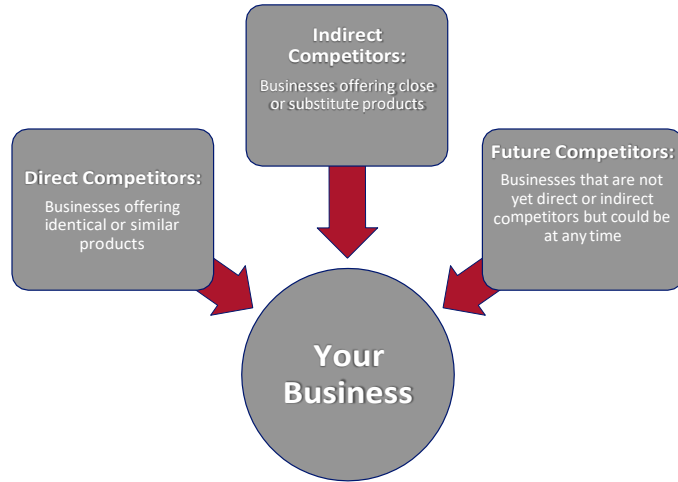 Indirect
Competitors:
Businesses offering close
or substitute products
Direct Competitors:
Businesses offering
identical or similar
products
Future Competitors:
Businesses that are not
yet direct or indirect
competitors but could be
at any time
Your
Business